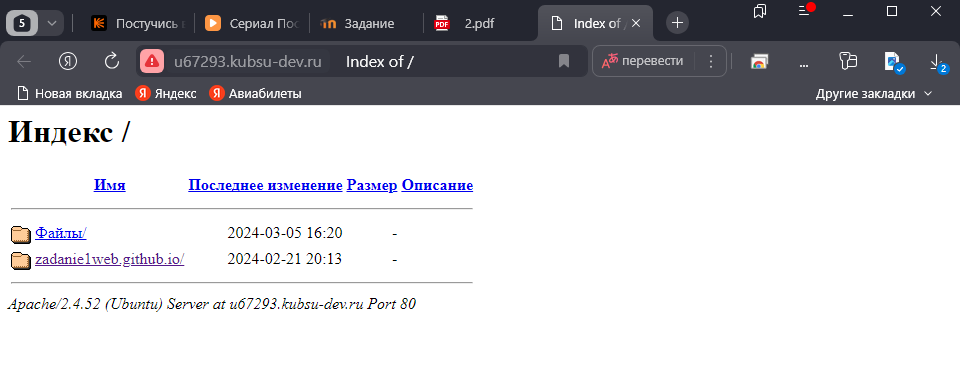 5 Постучись в Сериал Пос Задание 2.pdf Index of /
u67293.kubsu-dev.ru Index of / перевести ... 2
Новая вкладка Яндекс Авиабилеты Другие закладки
Индекс /
Имя Последнее изменение Размер Описание
Файлы/ 2024-03-05 16:20 -
zadanie1web.github.io/ 2024-02-21 20:13 -
Apache/2.4.52 (Ubuntu) Server at u67293.kubsu-dev.ru Port 80